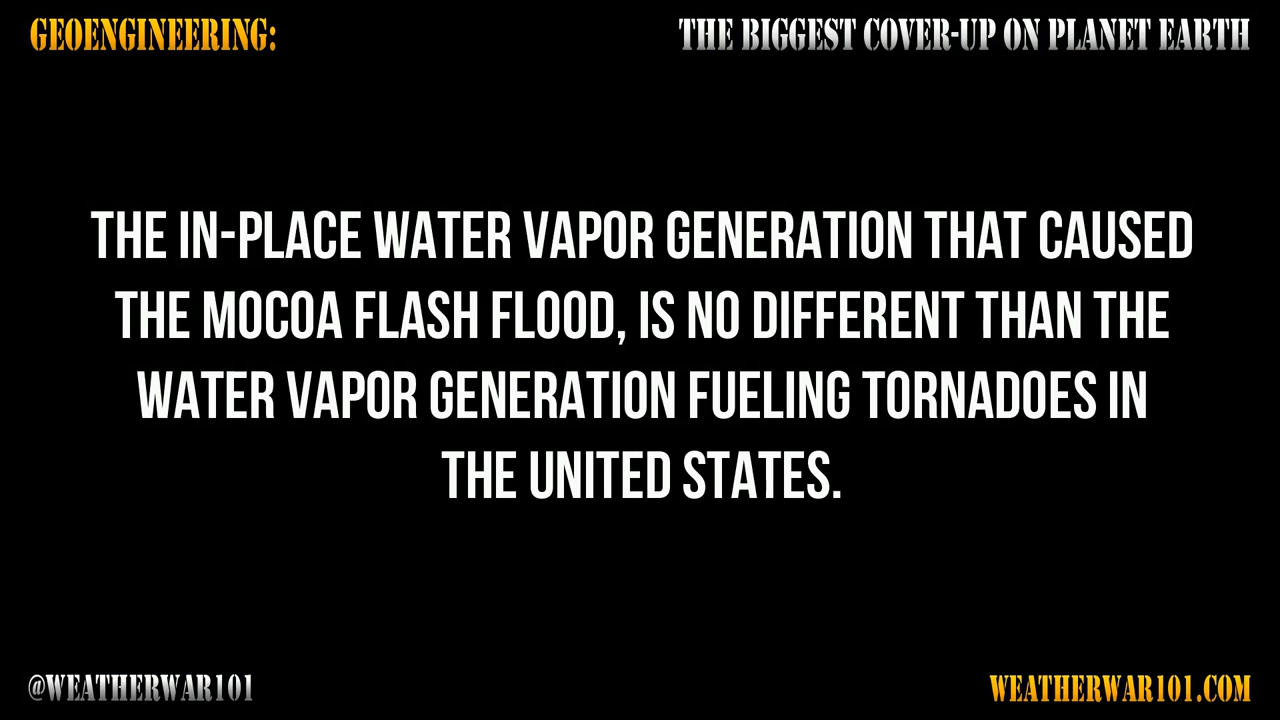 GEOENGINEERING:
THE BIGGEST COVER-UP ON PLANET EARTH
THE IN-PLACE WATER VAPOR GENERATION THAT CAUSED
THE MOCOA FLASH FLOOD, IS NO DIFFERENT THAN THE
WATER VAPOR GENERATION FUELING TORNADOES IN
THE UNITED STATES.
@WEATHERWAR101
WEATHERWAR101.COM